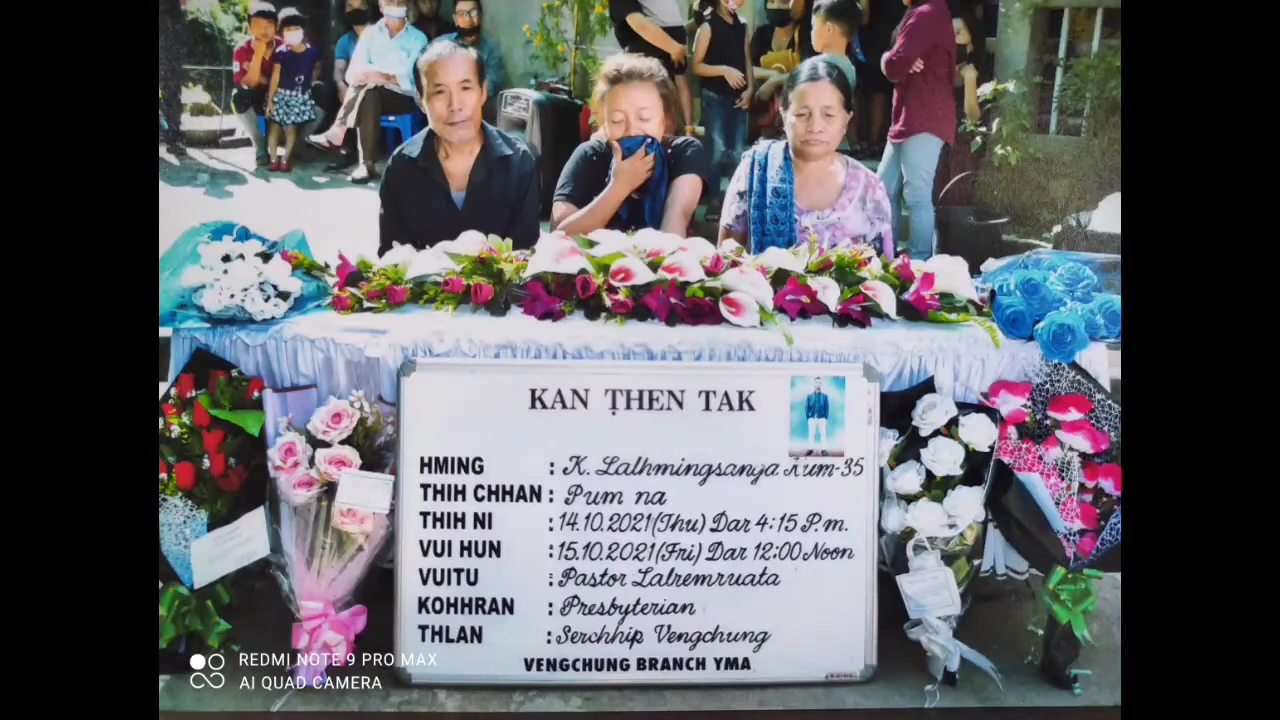 KAN ṬHEN TAK
HMING : K. Lalhmingsanga Kum-35
THIH CHHAN : Pum na
THIH NI : 14.10.2021(Thu) Dar 4:15 P.m.
VUI HUN : 15.10.2021(Fri) Dar 12:00 Noon
VUITU : Pastor Lalremruata
KOHHRAN : Presbyterian
THLAN : Serchhip Vengchung
VENGCHUNG BRANCH YMA
REDMI NOTE 9 PRO MAX
AI QUAD CAMERA